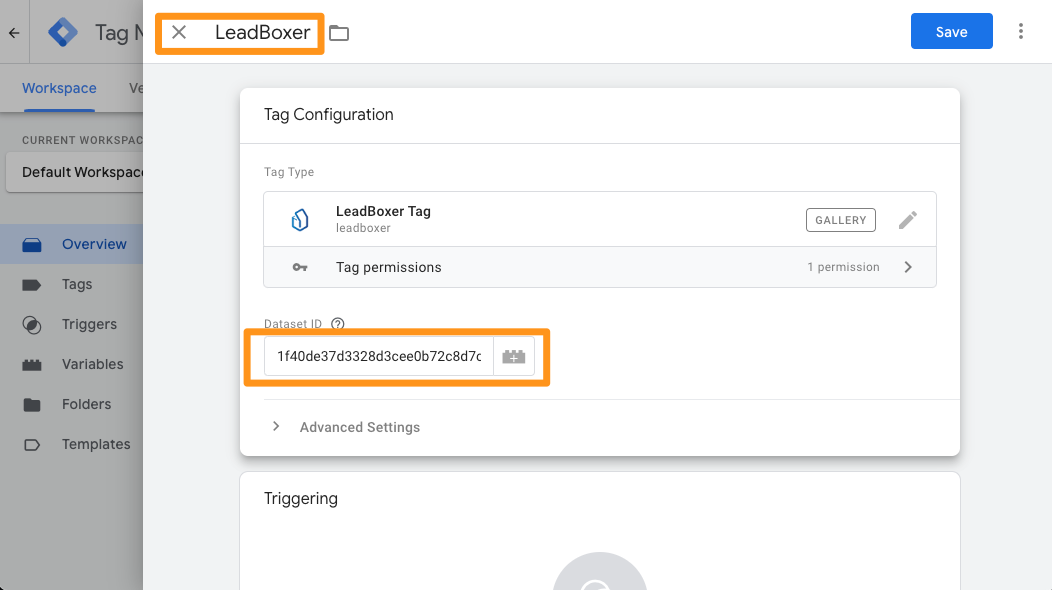 LeadBoxer
Save
Tag M
Workspace
Ve
CURRENT WORKSPAC
Default Workspace
Overview
Tags
Triggers
Variables
Folders
Templates
Tag Configuration
Tag Type
LeadBoxer Tag
leadboxer
GALLERY
Tag permissions
1 permission
Dataset ID
1f40de37d3328d3cee0b72c8d7c
Advanced Settings
Triggering